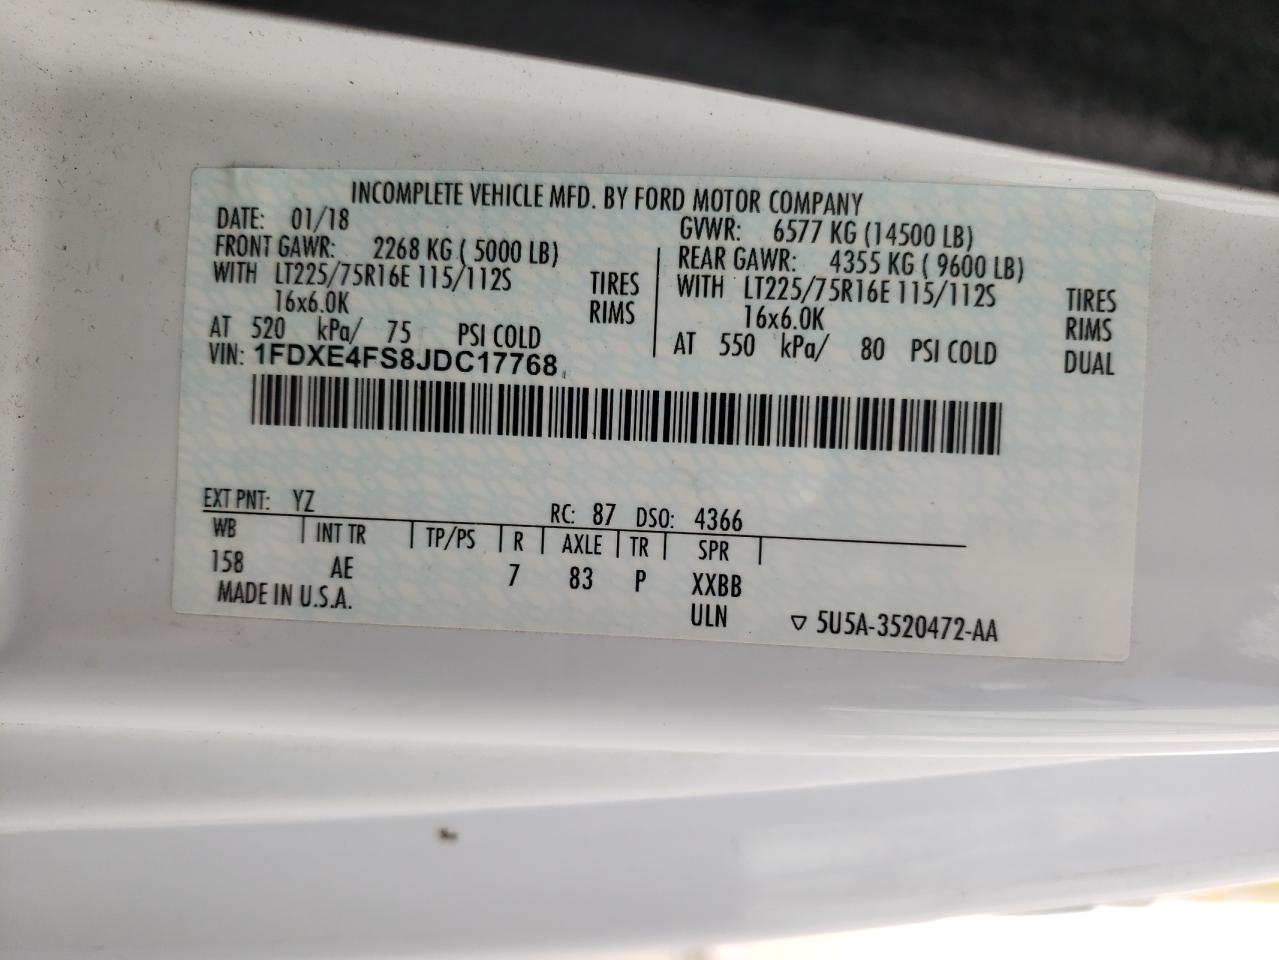 INCOMPLETE VEHICLE MFD. BY FORD MOTOR COMPANY
DATE: 01/18 GVWR: 6577 KG (14500 LB)
FRONT GAWR: 2268 KG ( 5000 LB) REAR GAWR: 4355 KG ( 9600 LB)
WITH LT225/75R16E 115/112S TIRES WITH LT225/75R16E 115/112S TIRES
16x6.0K RIMS 16x6.0K RIMS
AT 520 kPa/ 75 PSI COLD AT 550 kPa/ 80 PSI COLD DUAL
VIN: 1FDXE4FS8JDC17768
EXT PNT: YZ RC: 87 DSO: 4366
WB INT TR TP/PS R AXLE TR SPR
158 AE 7 83 P XXBB
MADE IN U.S.A. ULN ▽ 5U5A-3520472-AA